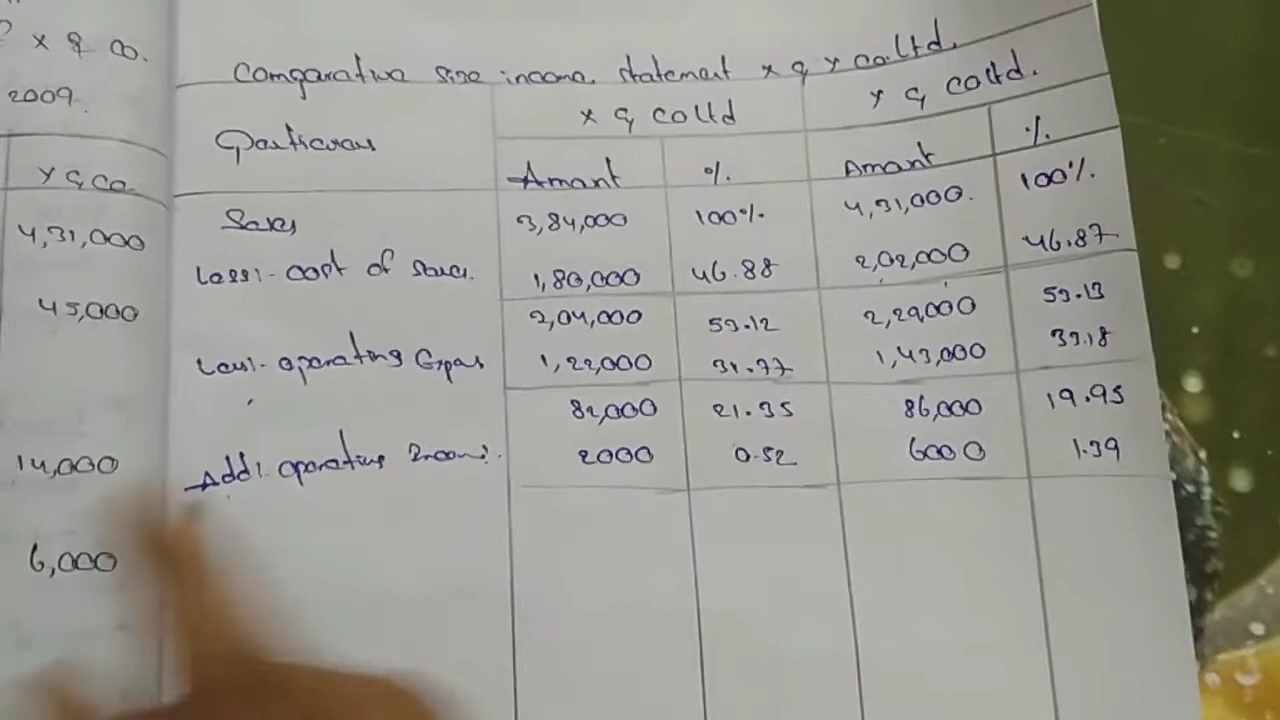 ? X & Co.
2009.
Y & Co.
4,31,000
45,000
14,000
6,000
Comparative size income statement X & Y Co.Ltd.
Particulars X & Co Ltd Y & Co Ltd.
Amant % Amant %
Sales 3,84,000 100% 4,31,000. 100%
Less:- cost of sales. 1,80,000 46.88 2,02,000 46.87
2,04,000 53.12 2,29,000 53.13
Less:- operating Expas 1,22,000 31.77 1,43,000 33.18
82,000 21.35 86,000 19.95
Add: operating Incom:. 2000 0.52 6000 1.39